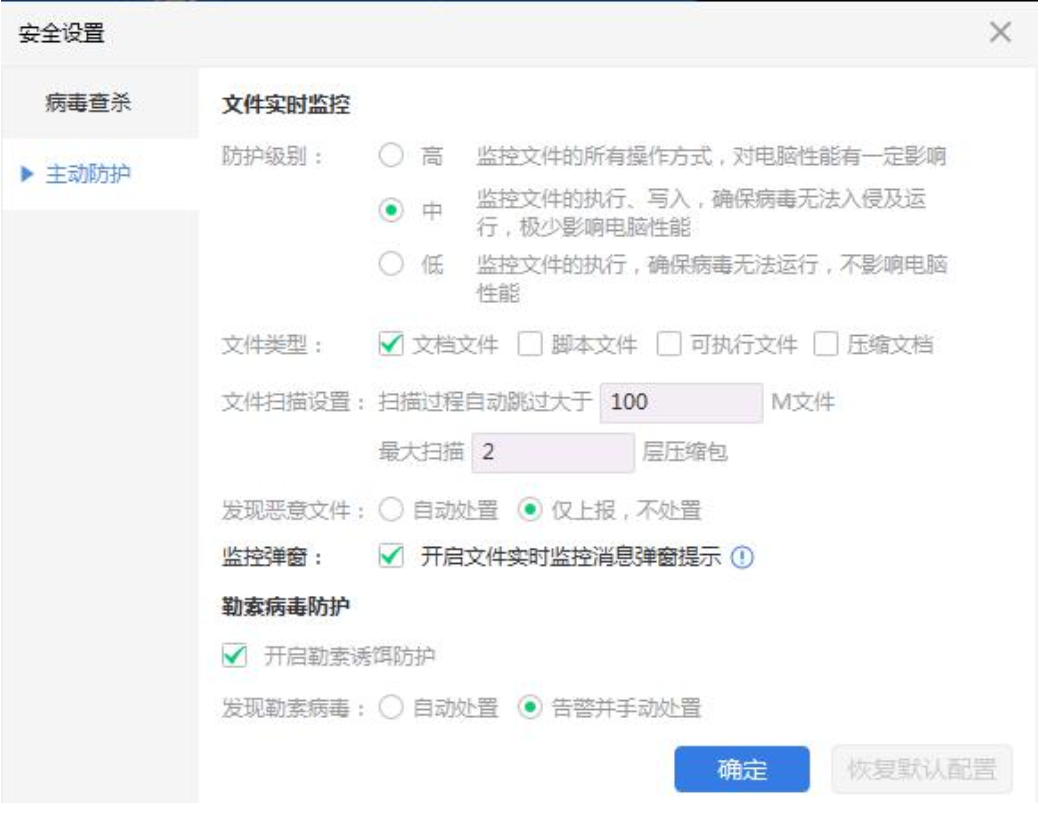 安全设置
病毒查杀
主动防护
文件实时监控
防护级别： 高 监控文件的所有操作方式，对电脑性能有一定影响
中 监控文件的执行、写入，确保病毒无法入侵及运
行，极少影响电脑性能
低 监控文件的执行，确保病毒无法运行，不影响电脑
性能
文件类型： 文档文件 脚本文件 可执行文件 压缩文档
文件扫描设置： 扫描过程自动跳过大于 100 M文件
最大扫描 2 层压缩包
发现恶意文件： 自动处置 仅上报，不处置
监控弹窗： 开启文件实时监控消息弹窗提示
勒索病毒防护
开启勒索诱饵防护
发现勒索病毒： 自动处置 告警并手动处置
确定 恢复默认配置